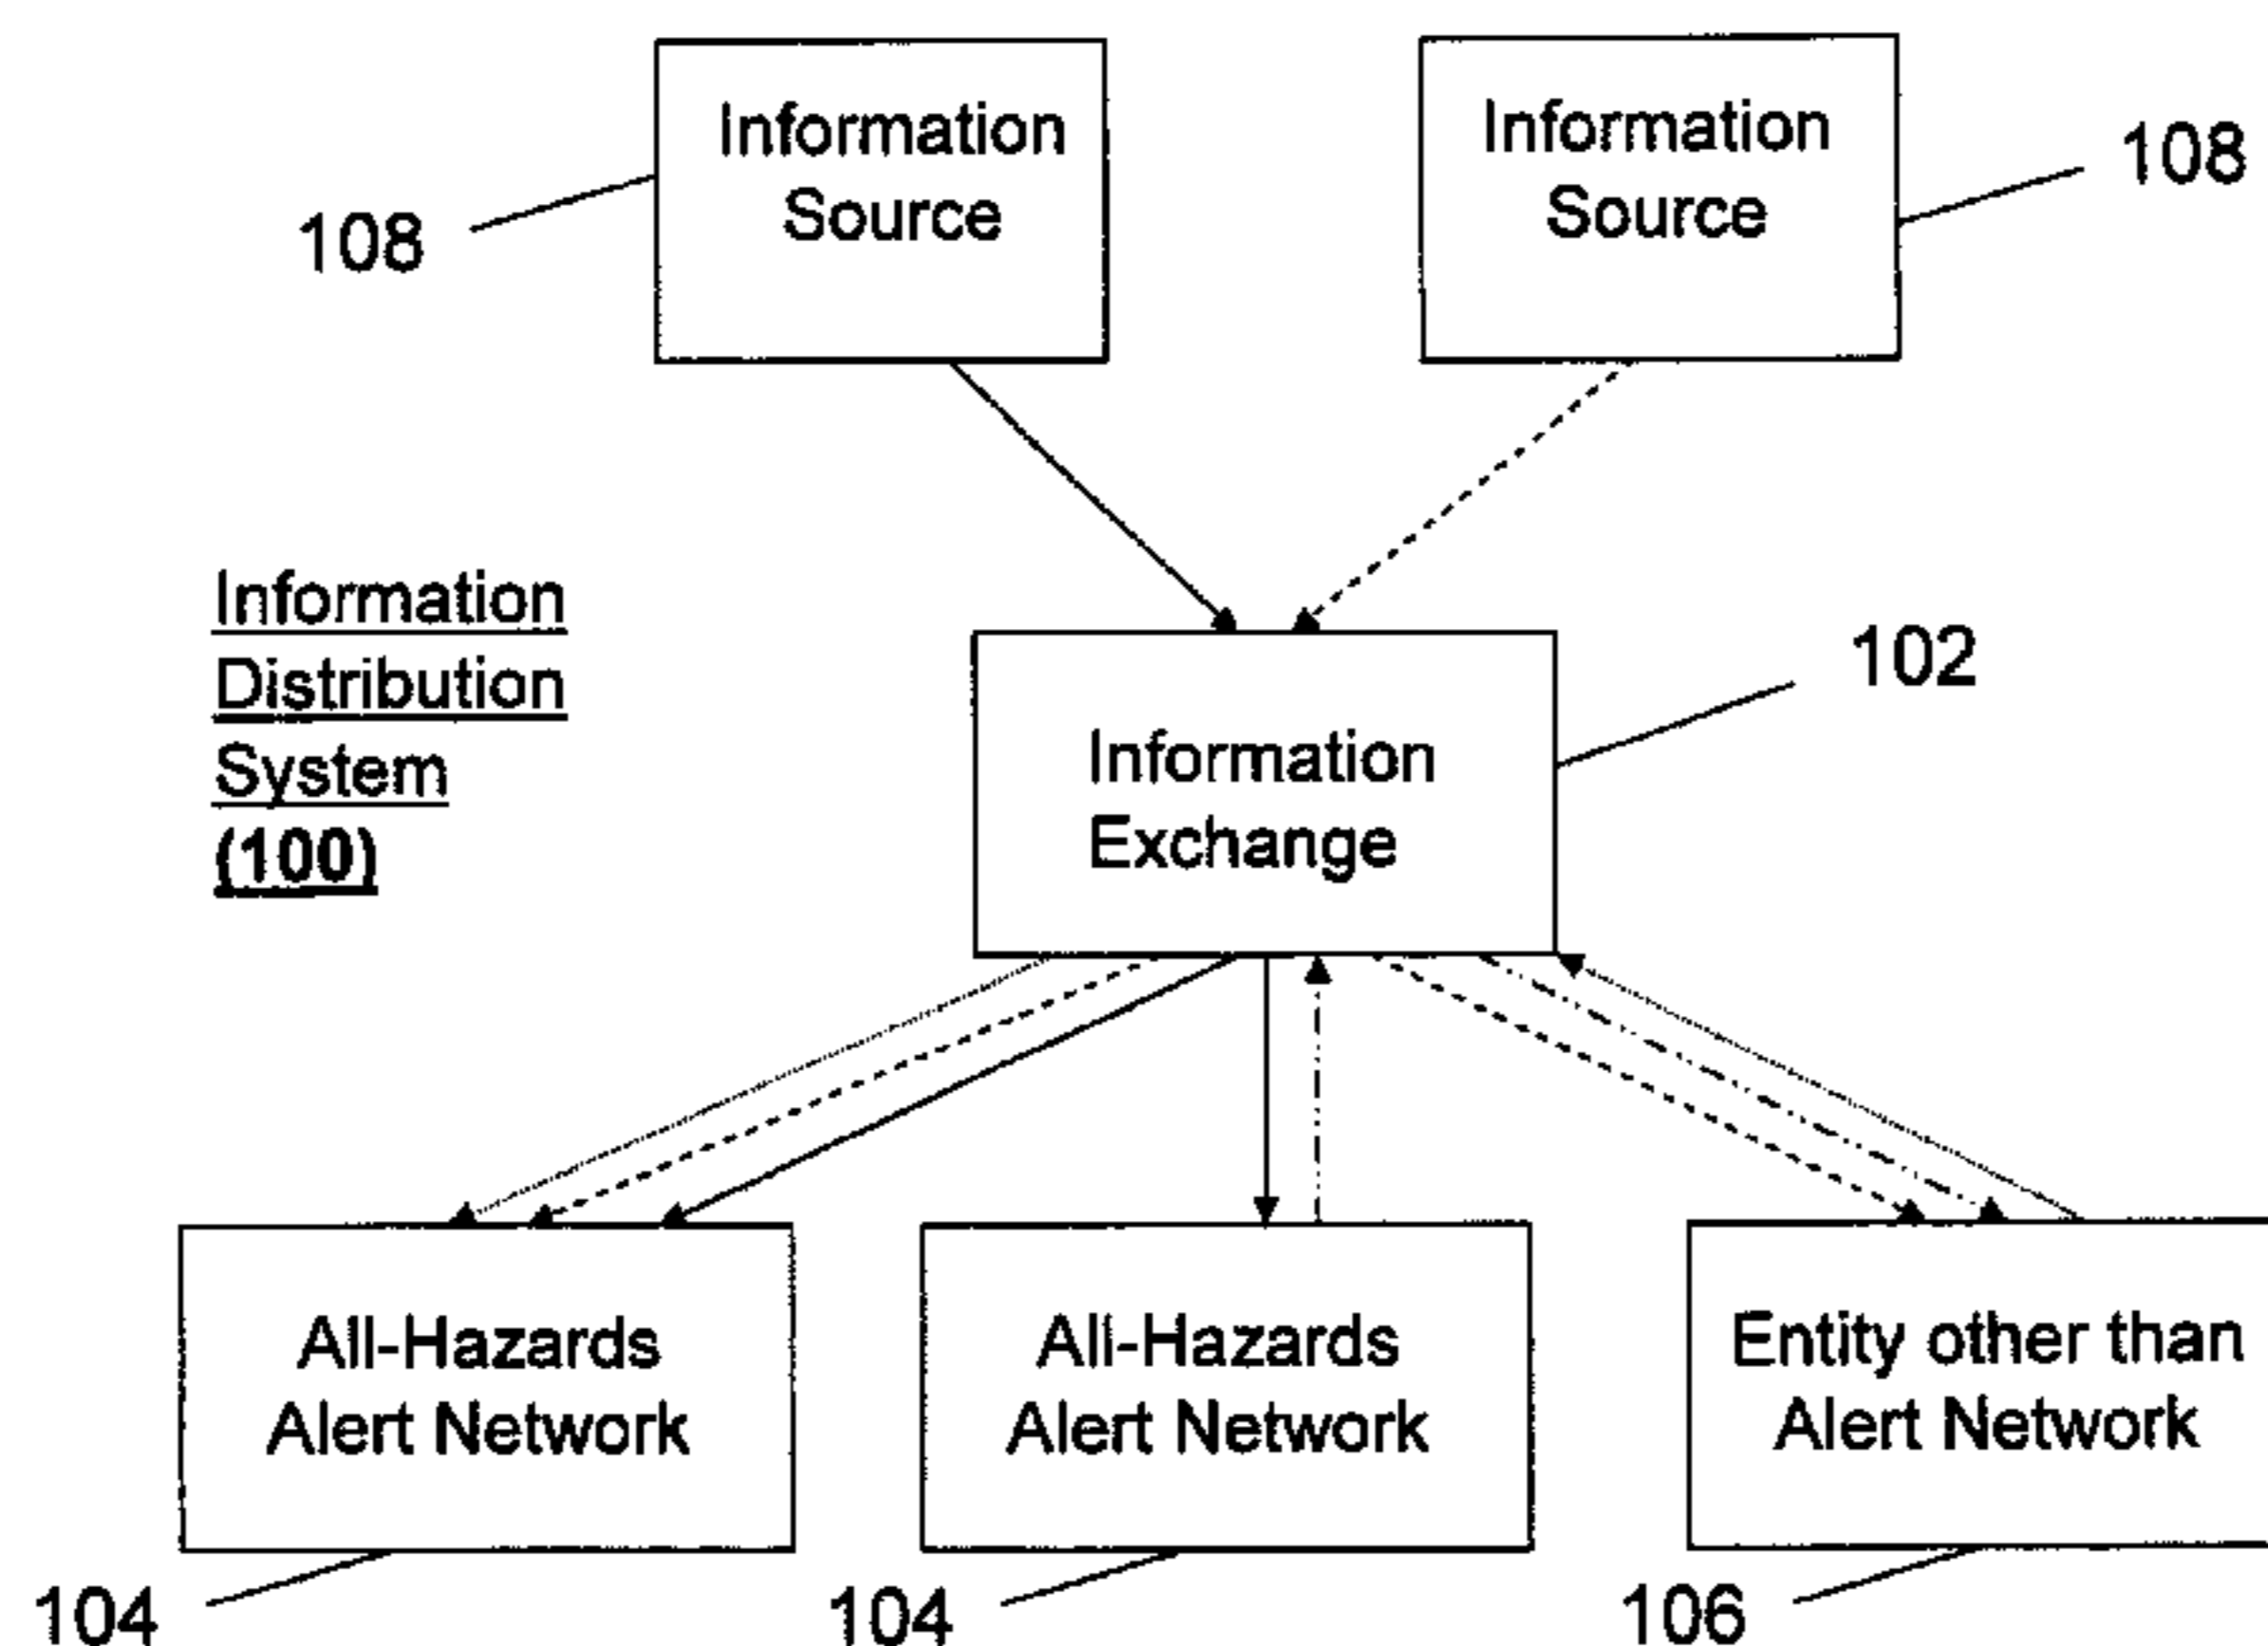 Information
Source
108
Information
Source
108
Information
Distribution
System
(100)
Information
Exchange
102
All-Hazards
Alert Network
104
All-Hazards
Alert Network
104
Entity other than
Alert Network
106